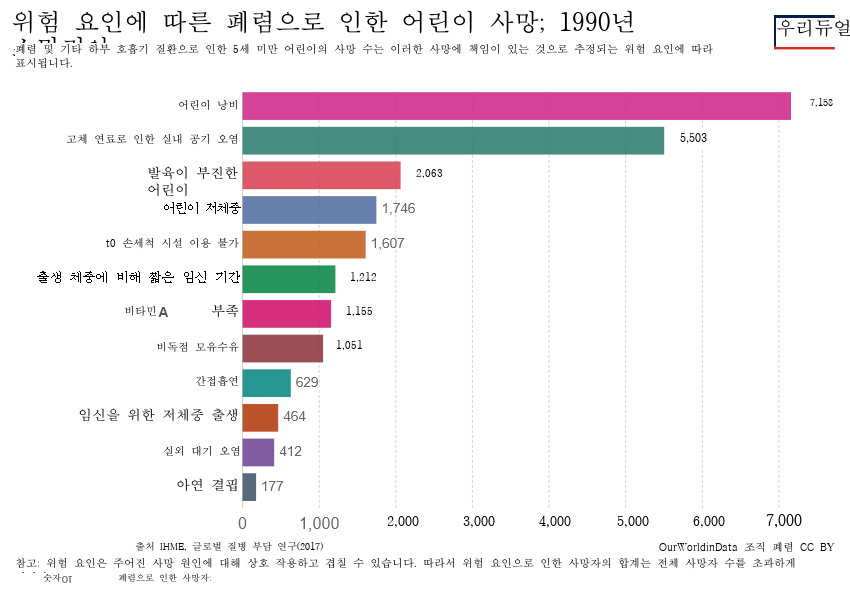 위험 요인에 따른 폐렴으로 인한 어린이 사망; 1990년
우리듀얼
:폐렴 및 기타 하부 호흡기 질환으로 인한 5세 미만 어린이의 사망 수는 이러한 사망에 책임이 있는 것으로 추정되는 위험 요인에 따라
표시됩니다.
어린이 낭비 7,158
고체 연료로 인한 실내 공기 오염 5,503
발육이 부진한 2,063
어린이
어린이 저체중 1,746
t0 손세척 시설 이용 불가 1,607
출생 체중에 비해 짧은 임신 기간 1,212
비타민A 부족 1,155
비독점 모유수유 1,051
간접흡연 629
임신을 위한 저체중 출생 464
실외 대기 오염 412
아연 결핍 177
0 1,000 2,000 3,000 4,000 5,000 6,000 7,000
출처 IHME, 글로벌 질병 부담 연구(2017) OurWorldinData 조직 폐렴 CC BY
참고: 위험 요인은 주어진 사망 원인에 대해 상호 작용하고 겹칠 수 있습니다. 따라서 위험 요인으로 인한 사망자의 합계는 전체 사망자 수를 초과하게
숫자 폐렴으로 인한 사망자: